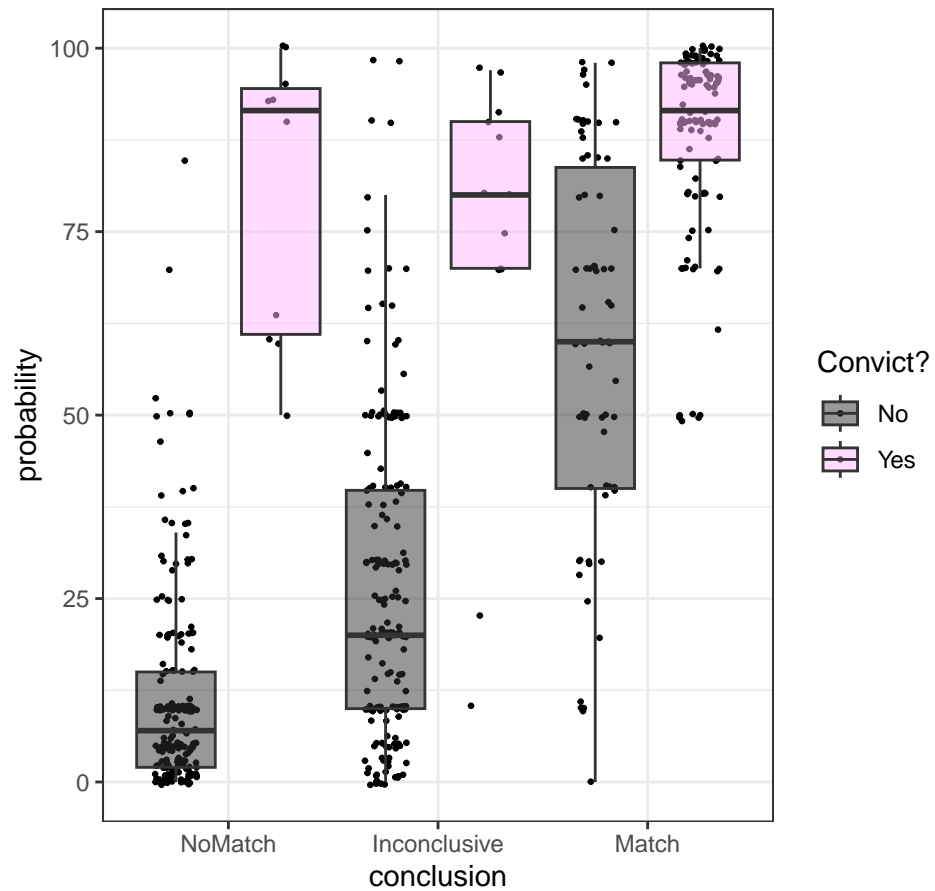 100
75
50
25
0
probability
NoMatch
Inconclusive
Match
conclusion
Convict?
No
Yes